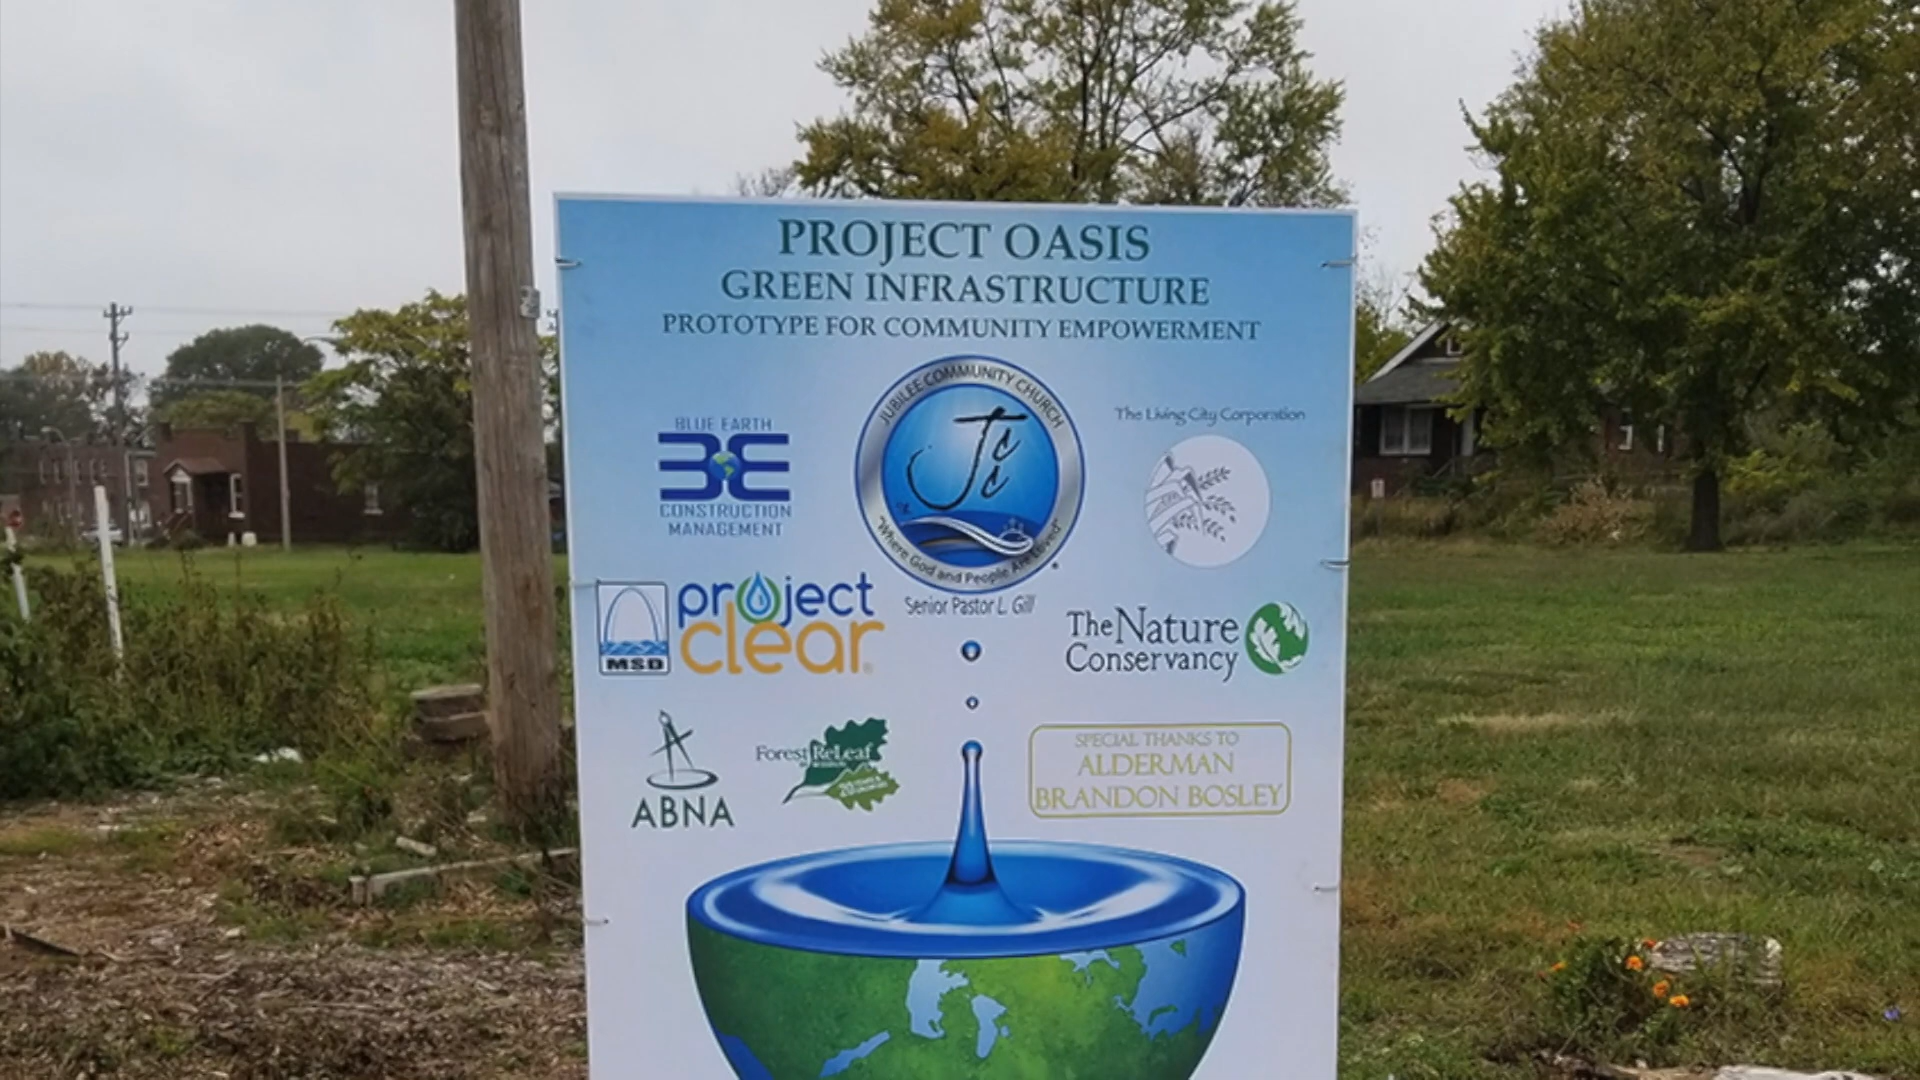 PROJECT OASIS
GREEN INFRASTRUCTURE
PROTOTYPE FOR COMMUNITY EMPOWERMENT
JUBILEE COMMUNITY CHURCH
JCC
"Where God and People Are Loved"
Senior Pastor L. Gill
BLUE EARTH
CONSTRUCTION
MANAGEMENT
The Living City Corporation
MSD
project
clear
The Nature
Conservancy
ABNA
Forest ReLeaf
SPECIAL THANKS TO
ALDERMAN
BRANDON BOSLEY